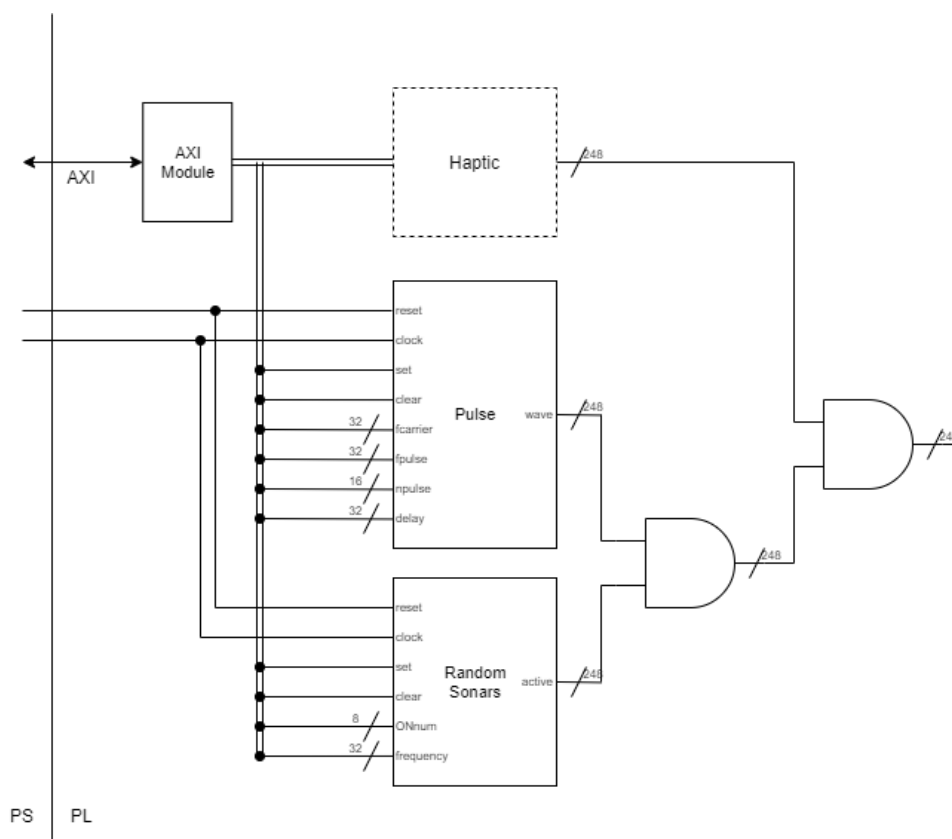 AXI
Module
AXI
Haptic
248
reset
clock
set
clear
32
fcarrier
32
fpulse
16
npulse
32
delay
Pulse
wave
248
248
reset
clock
set
clear
8
ONnum
32
frequency
Random
Sonars
active
248
PS
PL